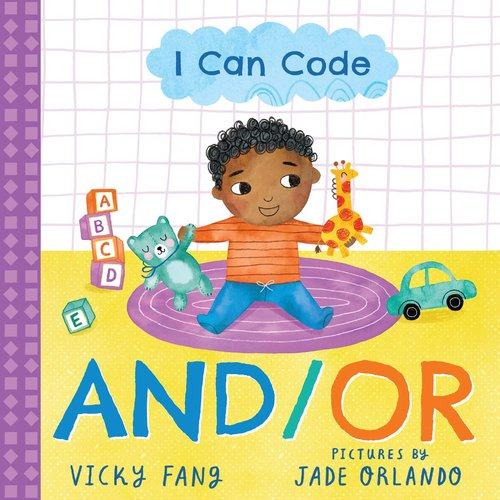 I Can Code
A
B
C
D
E
AND/OR
VICKY FANG
PICTURES BY
JADE ORLANDO